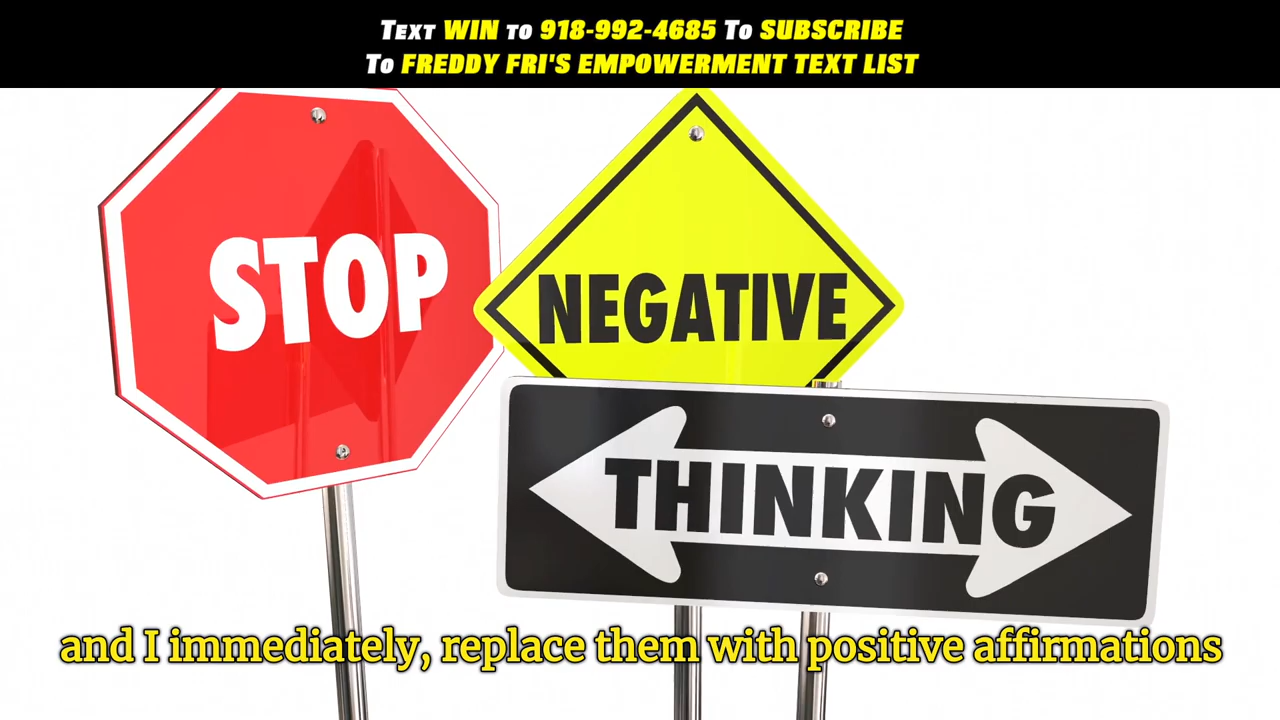 Text WIN to 918-992-4685 To SUBSCRIBE
To FREDDY FRI'S EMPOWERMENT TEXT LIST
STOP
NEGATIVE
THINKING
and I immediately, replace them with positive affirmations